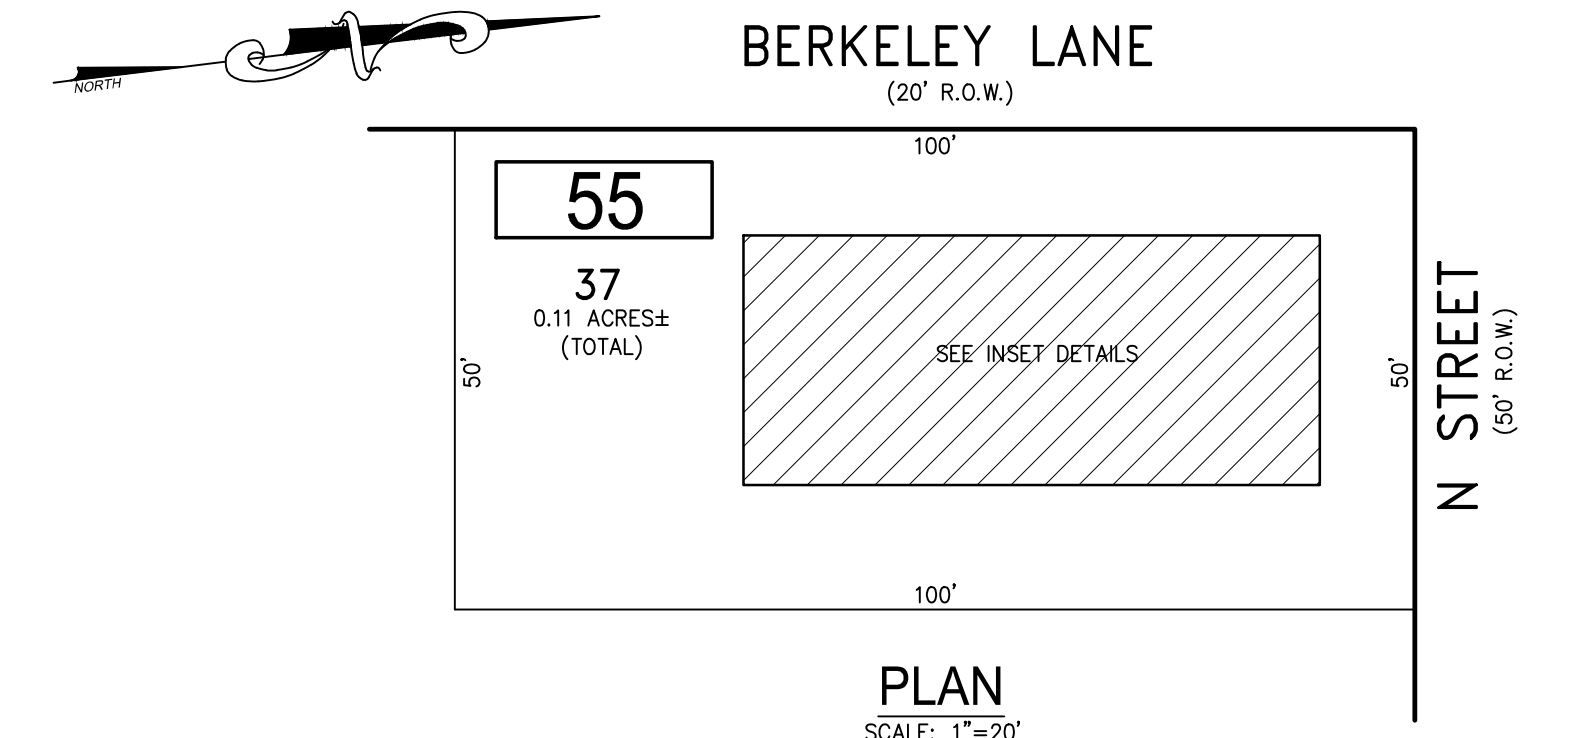 NORTH
N
BERKELEY LANE
(20' R.O.W.)
100'
55
37
0.11 ACRES±
(TOTAL)
50'
SEE INSET DETAILS
50'
N STREET
(50' R.O.W.)
100'
PLAN
SCALE: 1"=20'